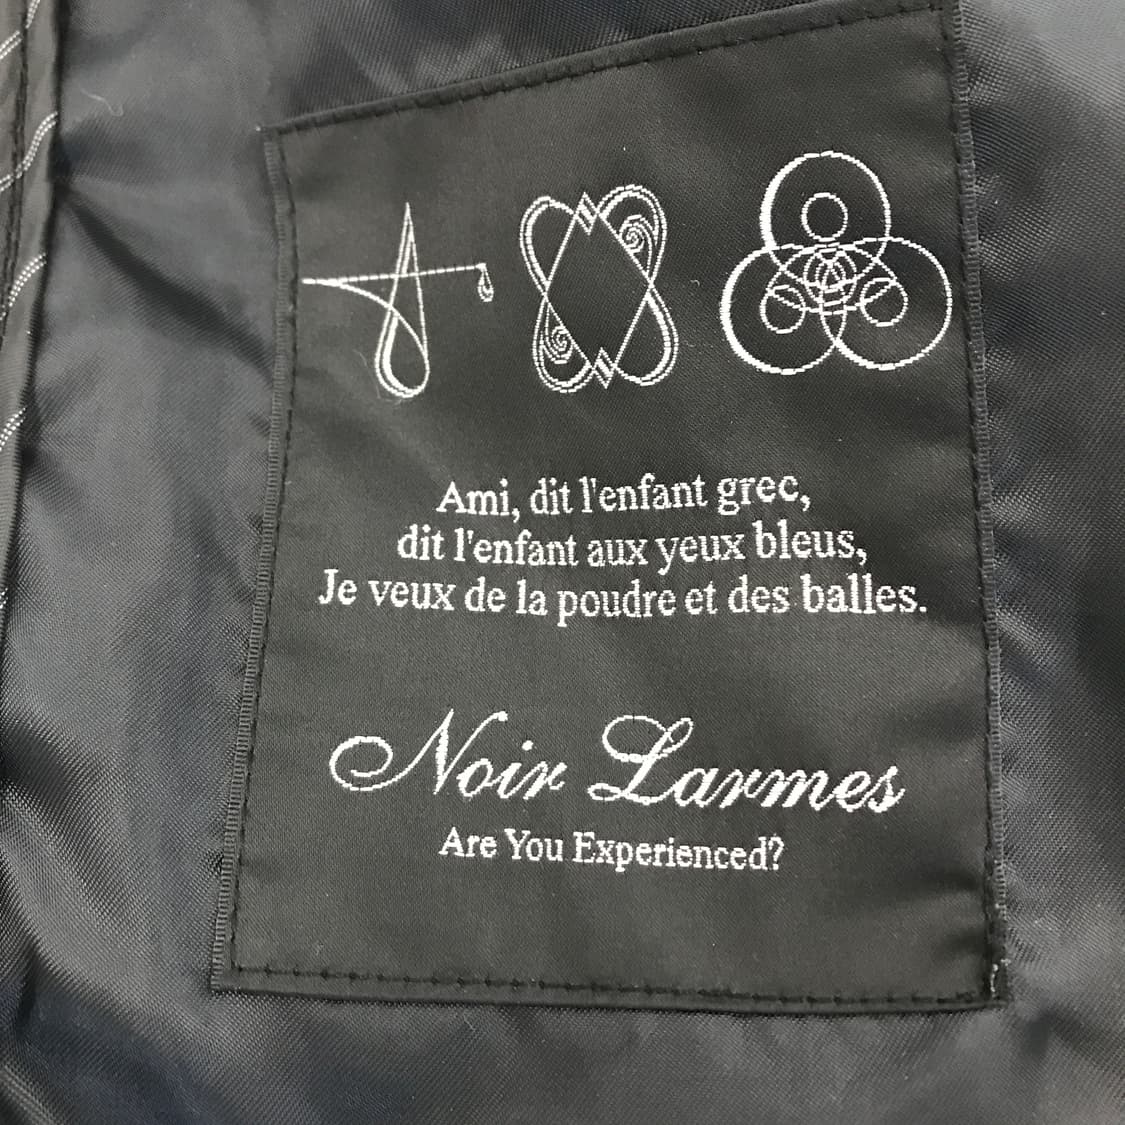 Ami, dit l'enfant grec,
dit l'enfant aux yeux bleus,
Je veux de la poudre et des balles.
Noir Larmes
Are You Experienced?